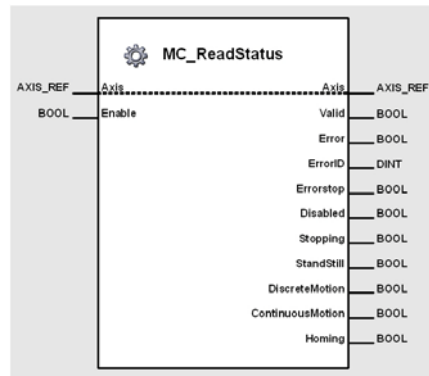 MC_ReadStatus
AXIS_REF Axis Axis AXIS_REF
BOOL Enable Valid BOOL
Error BOOL
ErrorID DINT
Errorstop BOOL
Disabled BOOL
Stopping BOOL
StandStill BOOL
DiscreteMotion BOOL
ContinuousMotion BOOL
Homing BOOL